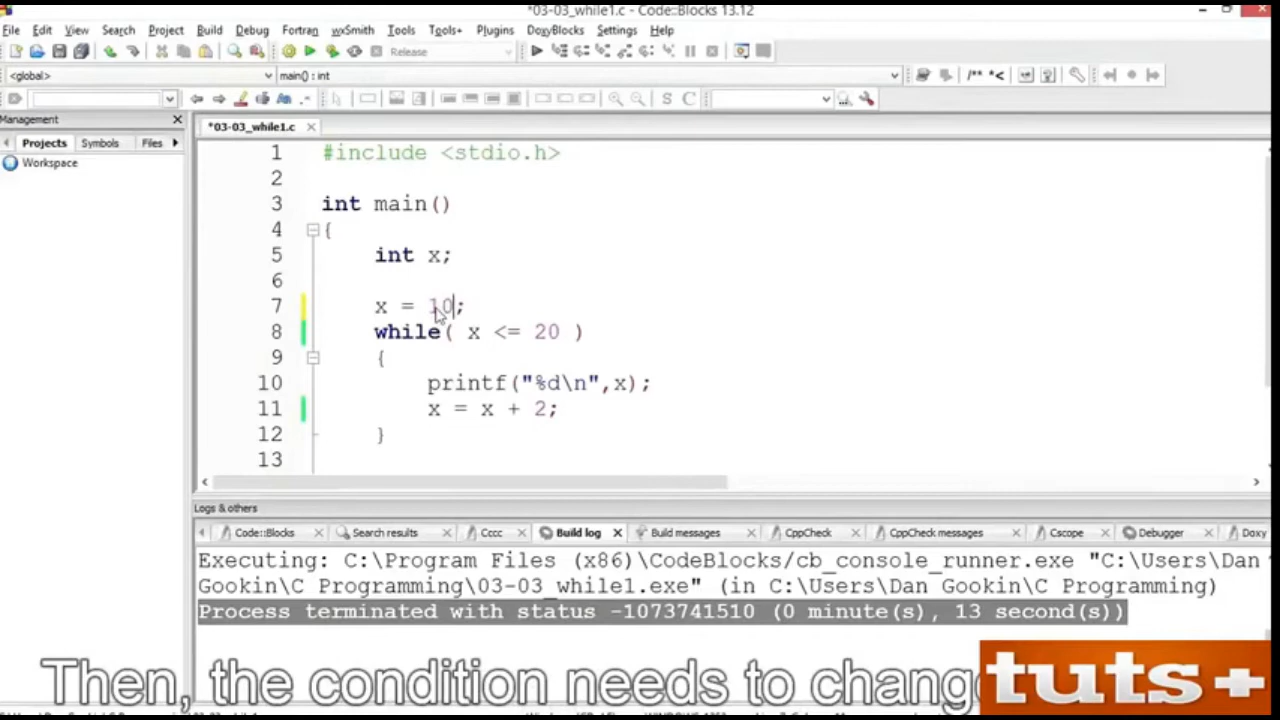 *03-03_while1.c - Code::Blocks 13.12
File Edit View Search Project Build Debug Fortran wxSmith Tools Tools+ Plugins DoxyBlocks Settings Help
Release
<global> main() : int /** *<
S C
Management
*03-03_while1.c
Projects Symbols Files
Workspace
1 #include <stdio.h>
2
3 int main()
4 {
5 int x;
6
7 x = 10;
8 while( x <= 20 )
9 {
10 printf("%d\n",x);
11 x = x + 2;
12 }
13
Logs & others
Code::Blocks Search results Cccc Build log Build messages CppCheck CppCheck messages Cscope Debugger Doxy
Executing: C:\Program Files (x86)\CodeBlocks/cb_console_runner.exe "C:\Users\Dan
Gookin\C Programming\03-03_while1.exe" (in C:\Users\Dan Gookin\C Programming)
Process terminated with status -1073741510 (0 minute(s), 13 second(s))
Then, the condition needs to chang
tuts+